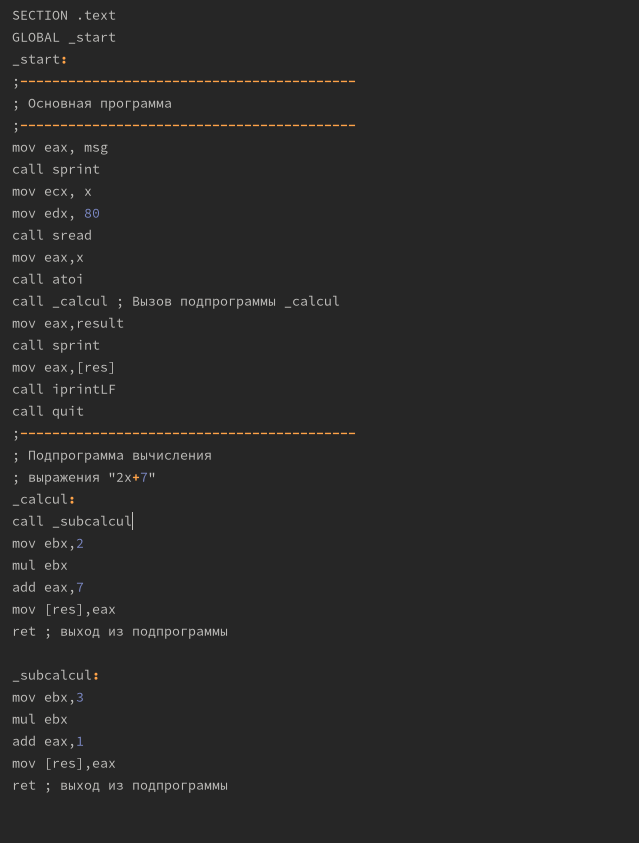 SECTION .text
GLOBAL _start
_start:
;------------------------------------------
; Основная программа
;------------------------------------------
mov eax, msg
call sprint
mov ecx, x
mov edx, 80
call sread
mov eax,x
call atoi
call _calcul ; Вызов подпрограммы _calcul
mov eax,result
call sprint
mov eax,[res]
call iprintLF
call quit
;------------------------------------------
; Подпрограмма вычисления
; выражения "2x+7"
_calcul:
call _subcalcul
mov ebx,2
mul ebx
add eax,7
mov [res],eax
ret ; выход из подпрограммы

_subcalcul:
mov ebx,3
mul ebx
add eax,1
mov [res],eax
ret ; выход из подпрограммы